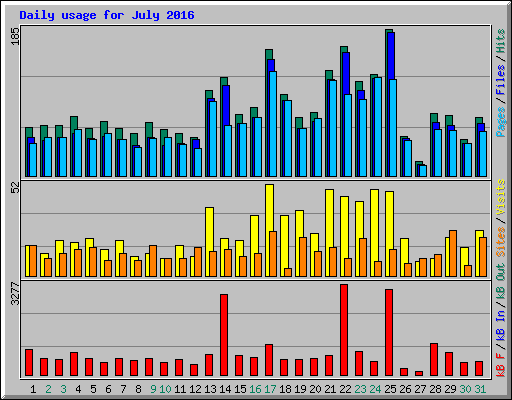 Daily usage for July 2016
185
Pages / Files / Hits
52
Sites / Visits
3277
kB F / kB In / kB Out
1 2 3 4 5 6 7 8 9 10 11 12 13 14 15 16 17 18 19 20 21 22 23 24 25 26 27 28 29 30 31